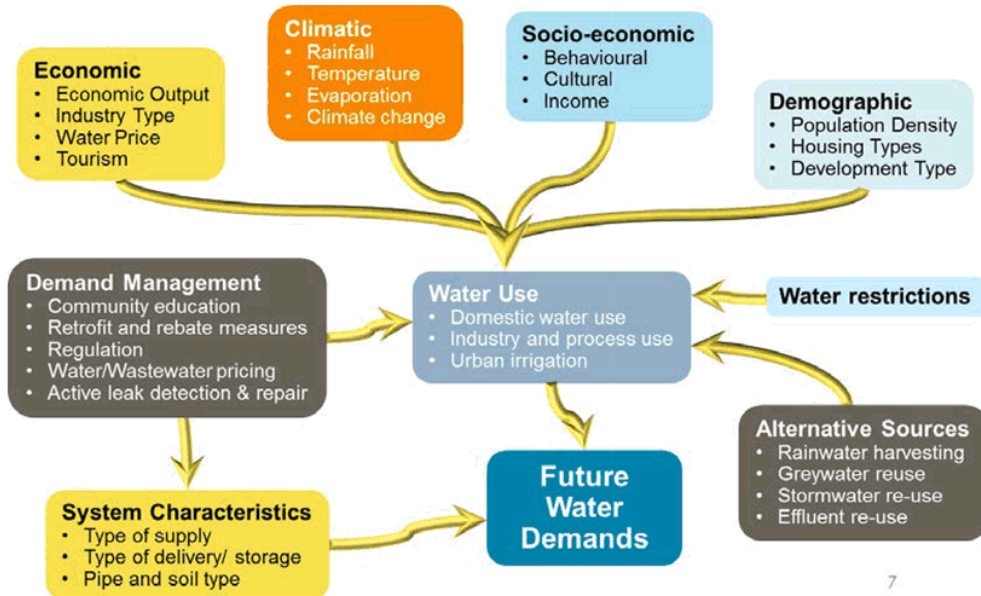 Economic
• Economic Output
• Industry Type
• Water Price
• Tourism
Climatic
• Rainfall
• Temperature
• Evaporation
• Climate change
Socio-economic
• Behavioural
• Cultural
• Income
Demographic
• Population Density
• Housing Types
• Development Type
Demand Management
• Community education
• Retrofit and rebate measures
• Regulation
• Water/Wastewater pricing
• Active leak detection & repair
Water Use
• Domestic water use
• Industry and process use
• Urban irrigation
Water restrictions
Alternative Sources
• Rainwater harvesting
• Greywater reuse
• Stormwater re-use
• Effluent re-use
System Characteristics
• Type of supply
• Type of delivery/ storage
• Pipe and soil type
Future
Water
Demands
7